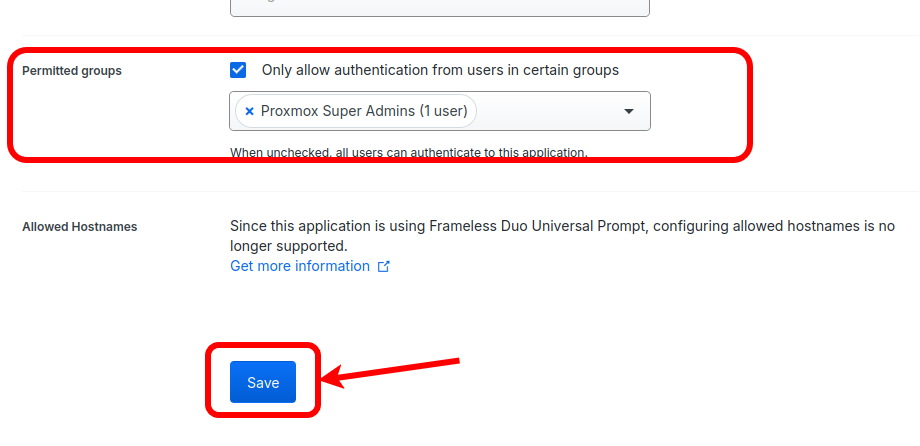 Permitted groups
Only allow authentication from users in certain groups
× Proxmox Super Admins (1 user)
When unchecked, all users can authenticate to this application.
Allowed Hostnames
Since this application is using Frameless Duo Universal Prompt, configuring allowed hostnames is no
longer supported.
Get more information
Save